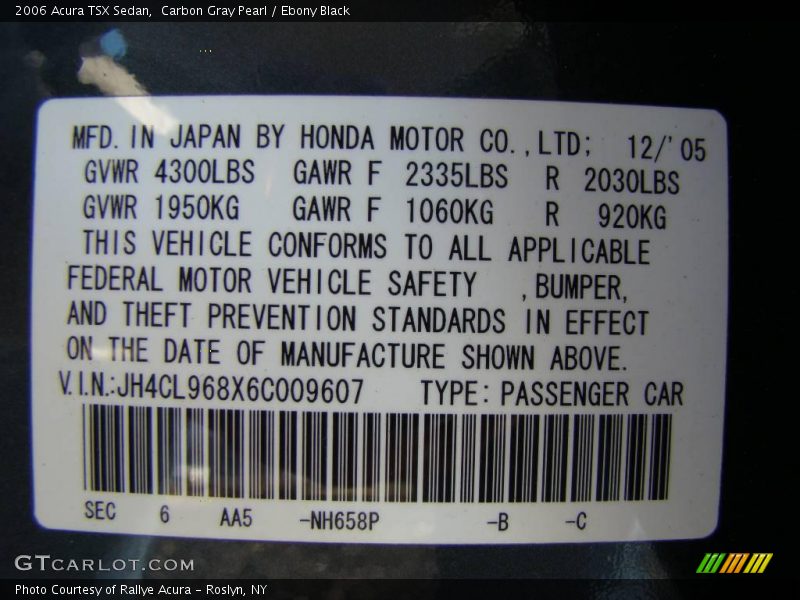 2006 Acura TSX Sedan, Carbon Gray Pearl / Ebony Black
MFD. IN JAPAN BY HONDA MOTOR CO., LTD; 12/'05
GVWR 4300LBS GAWR F 2335LBS R 2030LBS
GVWR 1950KG GAWR F 1060KG R 920KG
THIS VEHICLE CONFORMS TO ALL APPLICABLE
FEDERAL MOTOR VEHICLE SAFETY , BUMPER,
AND THEFT PREVENTION STANDARDS IN EFFECT
ON THE DATE OF MANUFACTURE SHOWN ABOVE.
V.I.N.:JH4CL968X6C009607 TYPE: PASSENGER CAR
SEC 6 AA5 -NH658P -B -C
GTCARLOT.COM
Photo Courtesy of Rallye Acura - Roslyn, NY